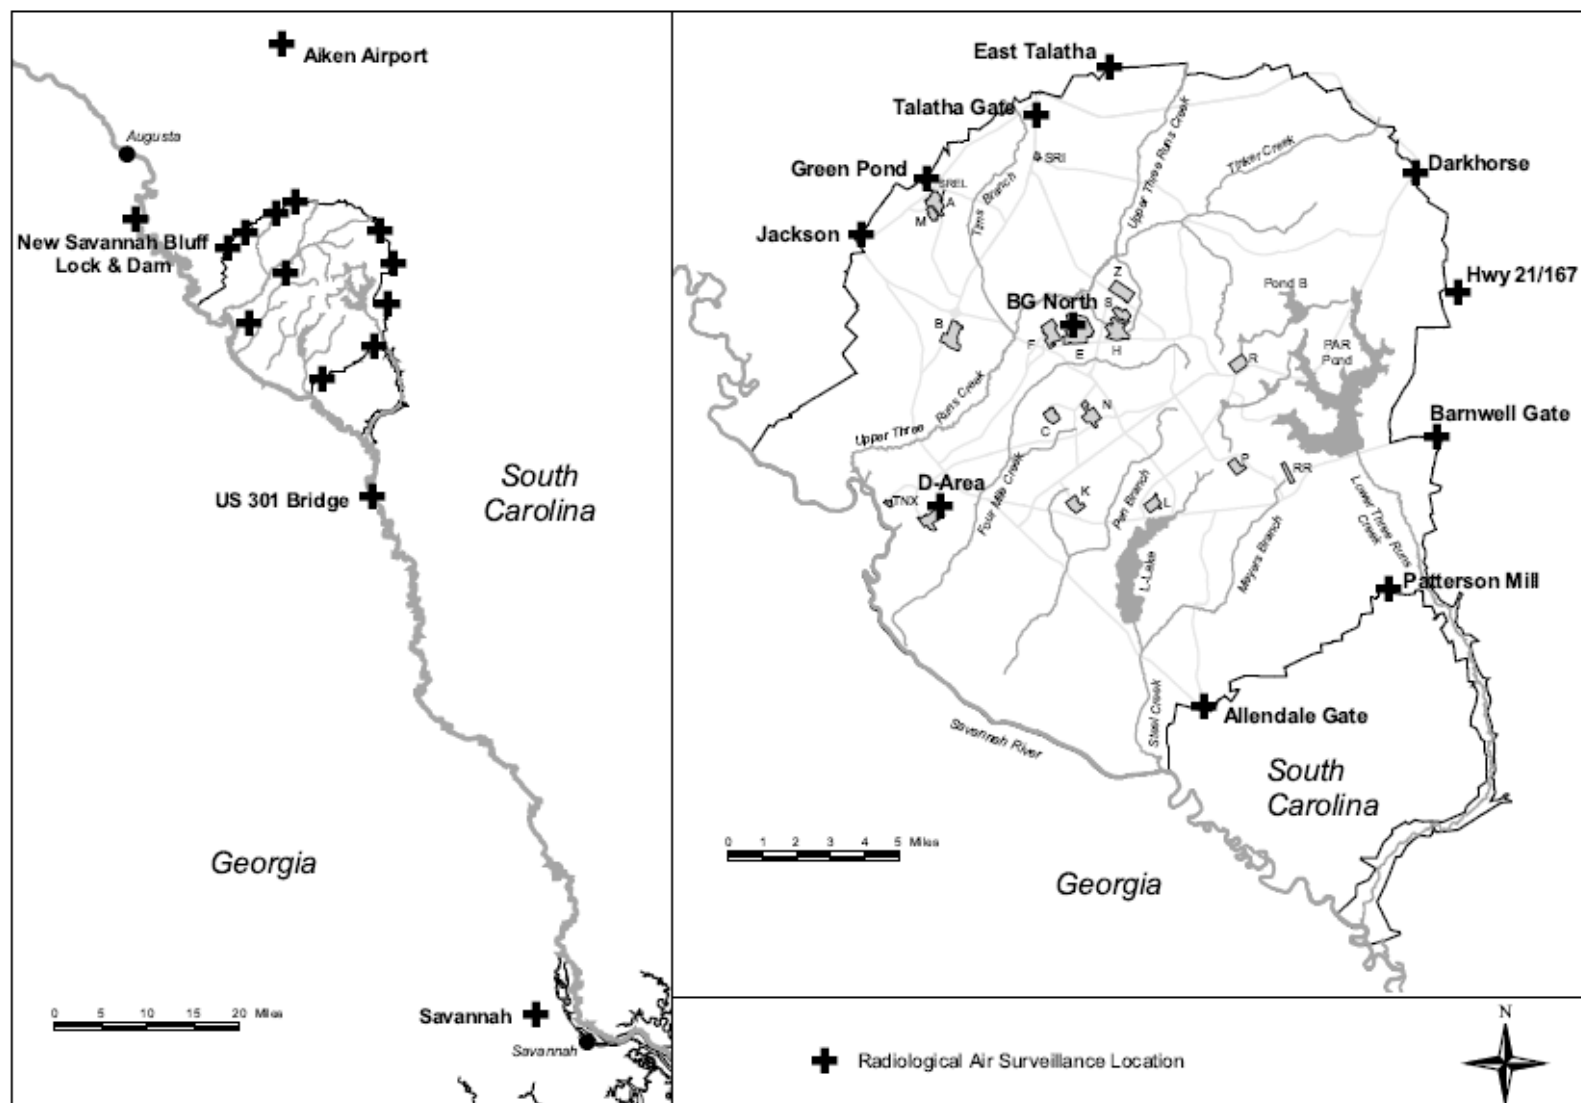 Aiken Airport
Augusta
New Savannah Bluff
Lock & Dam
US 301 Bridge
South
Carolina
Georgia
0 5 10 15 20 Miles
Savannah
Savannah
East Talatha
Talatha Gate
Green Pond
Jackson
Darkhorse
Hwy 21/167
Barnwell Gate
Patterson Mill
Allendale Gate
BG North
D-Area
SRI
SREL
A
M
Tims Branch
Upper Three Runs Creek
Tinker Creek
Z
S
H
E
F
B
Pond B
PAR
Pond
R
N
C
Upper Three Runs Creek
Four Mile Creek
TNX
K
Pen Branch
L
P
RR
L-Lake
Meyers Branch
Lower Three Runs
Creek
Steel Creek
Savannah River
South
Carolina
Georgia
0 1 2 3 4 5 Miles
Radiological Air Surveillance Location
N